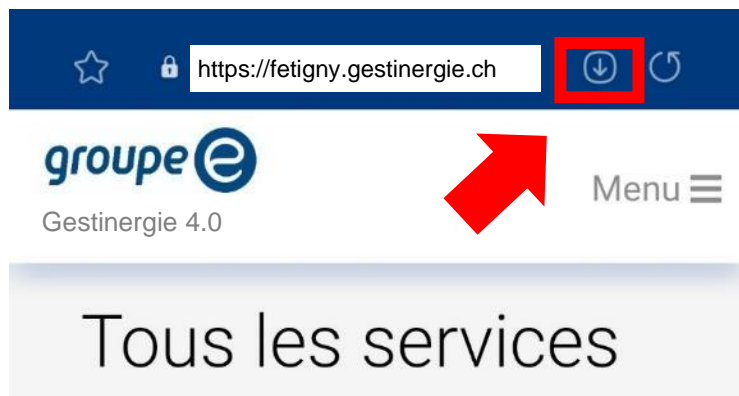 https://fetigny.gestinergie.ch
groupe e
Menu
Gestinergie 4.0
Tous les services